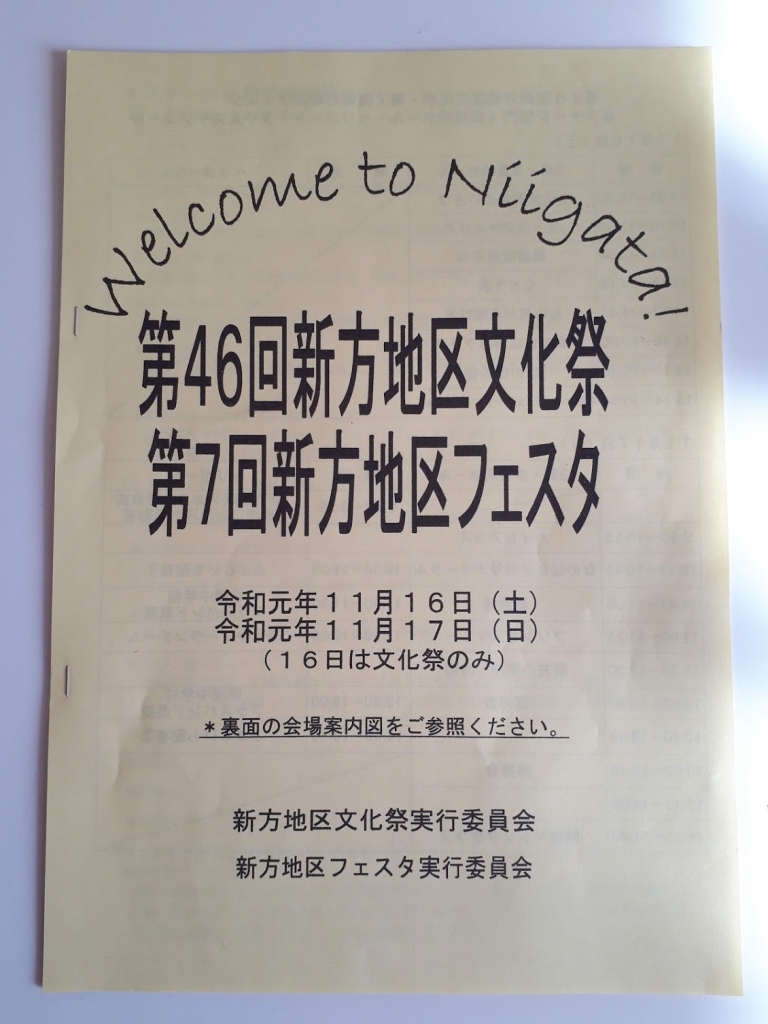 Welcome to Niigata!
第46回新方地区文化祭
第7回新方地区フェスタ
令和元年11月16日（土）
令和元年11月17日（日）
（16日は文化祭のみ）
＊裏面の会場案内図をご参照ください。
新方地区文化祭実行委員会
新方地区フェスタ実行委員会